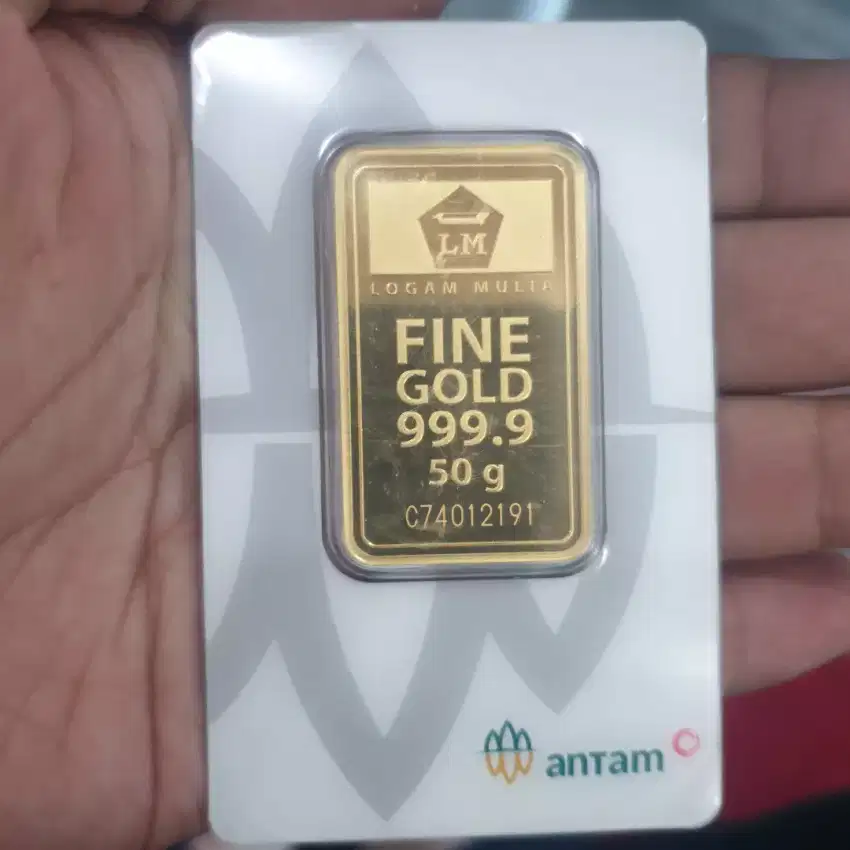 LM
LOGAM MULIA
FINE
GOLD
999.9
50 g
C74012191
antam